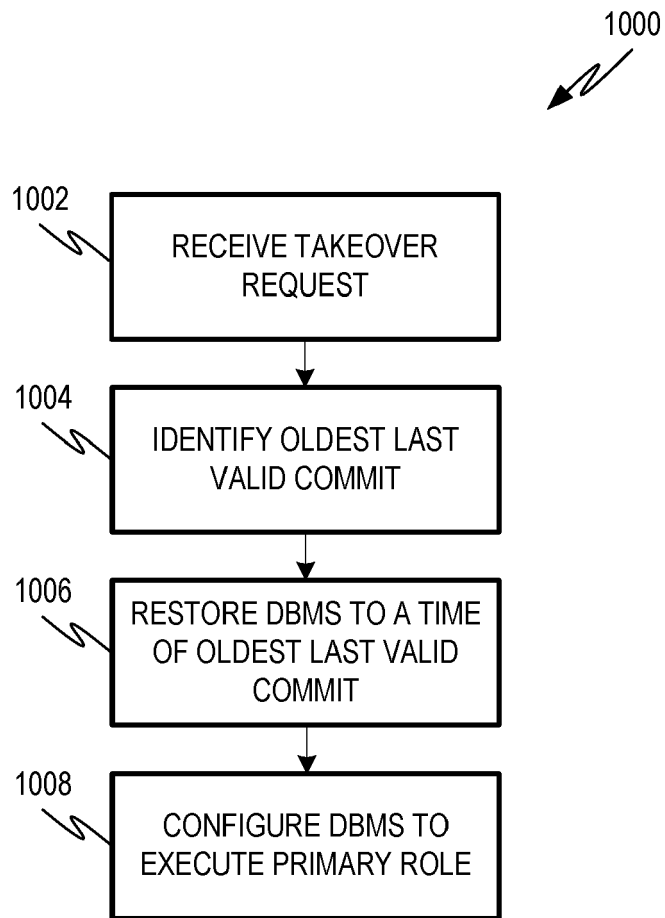 1000
1002
RECEIVE TAKEOVER
REQUEST
1004
IDENTIFY OLDEST LAST
VALID COMMIT
1006
RESTORE DBMS TO A TIME
OF OLDEST LAST VALID
COMMIT
1008
CONFIGURE DBMS TO
EXECUTE PRIMARY ROLE